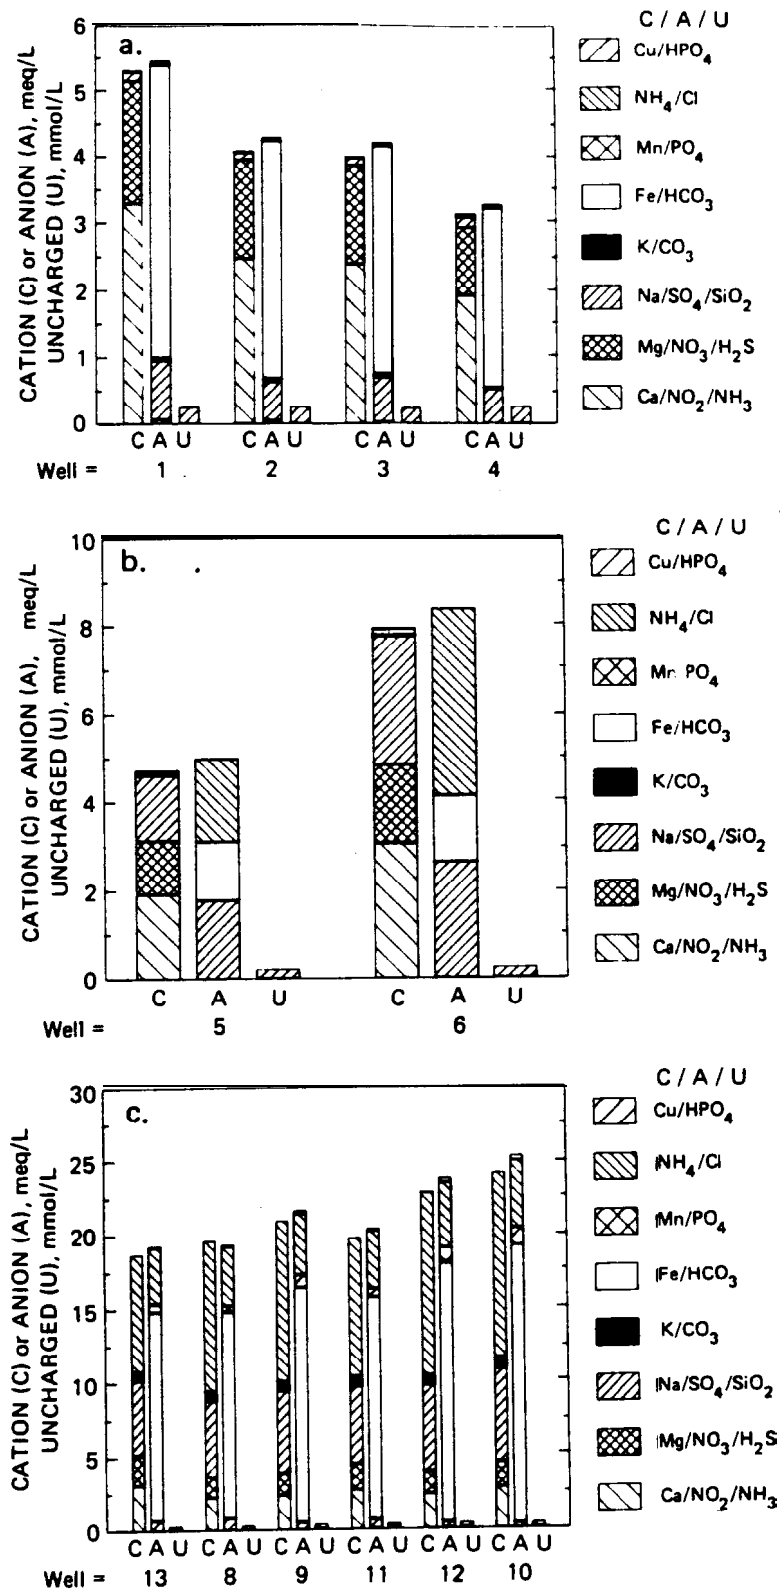 C / A / U
6 a.
Cu/HPO4
5
NH4/Cl
4
Mn/PO4
3
Fe/HCO3
2
K/CO3
1
Na/SO4/SiO2
0
Mg/NO3/H2S
Ca/NO2/NH3
CATION (C) or ANION (A), meq/L
UNCHARGED (U), mmol/L
C A U C A U C A U C A U
Well = 1 2 3 4
C / A / U
10 b.
Cu/HPO4
8
NH4/Cl
6
Mn PO4
4
Fe/HCO3
2
K/CO3
0
Na/SO4/SiO2
Mg/NO3/H2S
Ca/NO2/NH3
CATION (C) or ANION (A), meq/L
UNCHARGED (U), mmol/L
C A U C A U
Well = 5 6
C / A / U
30 c.
Cu/HPO4
25
NH4/Cl
20
Mn/PO4
15
Fe/HCO3
10
K/CO3
5
Na/SO4/SiO2
0
Mg/NO3/H2S
Ca/NO2/NH3
CATION (C) or ANION (A), meq/L
UNCHARGED (U), mmol/L
C A U C A U C A U C A U C A U C A U
Well = 13 8 9 11 12 10